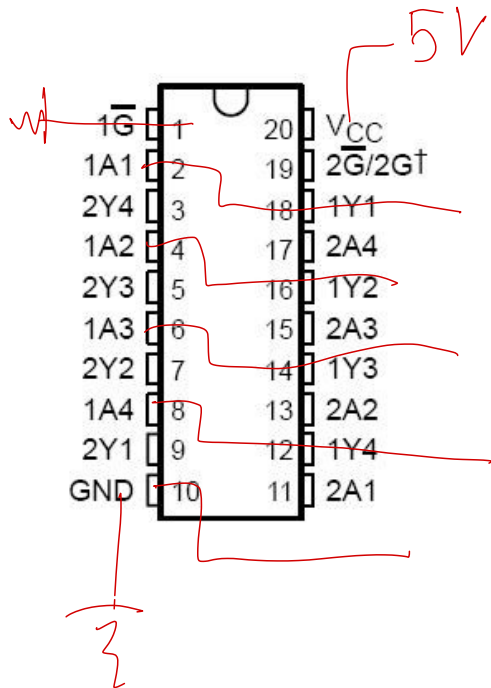 5V
1G̅ 1 20 VCC
1A1 2 19 2G̅/2G†
2Y4 3 18 1Y1
1A2 4 17 2A4
2Y3 5 16 1Y2
1A3 6 15 2A3
2Y2 7 14 1Y3
1A4 8 13 2A2
2Y1 9 12 1Y4
GND 10 11 2A1